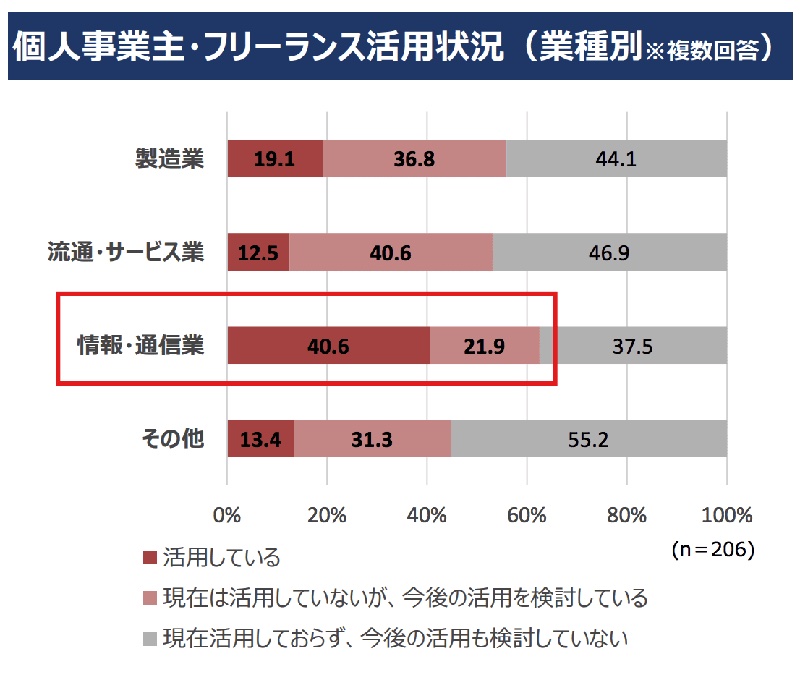 個人事業主・フリーランス活用状況（業種別※複数回答）
製造業 19.1 36.8 44.1
流通・サービス業 12.5 40.6 46.9
情報・通信業 40.6 21.9 37.5
その他 13.4 31.3 55.2
0% 20% 40% 60% 80% 100%
(n=206)
活用している
現在は活用していないが、今後の活用を検討している
現在活用しておらず、今後の活用も検討していない